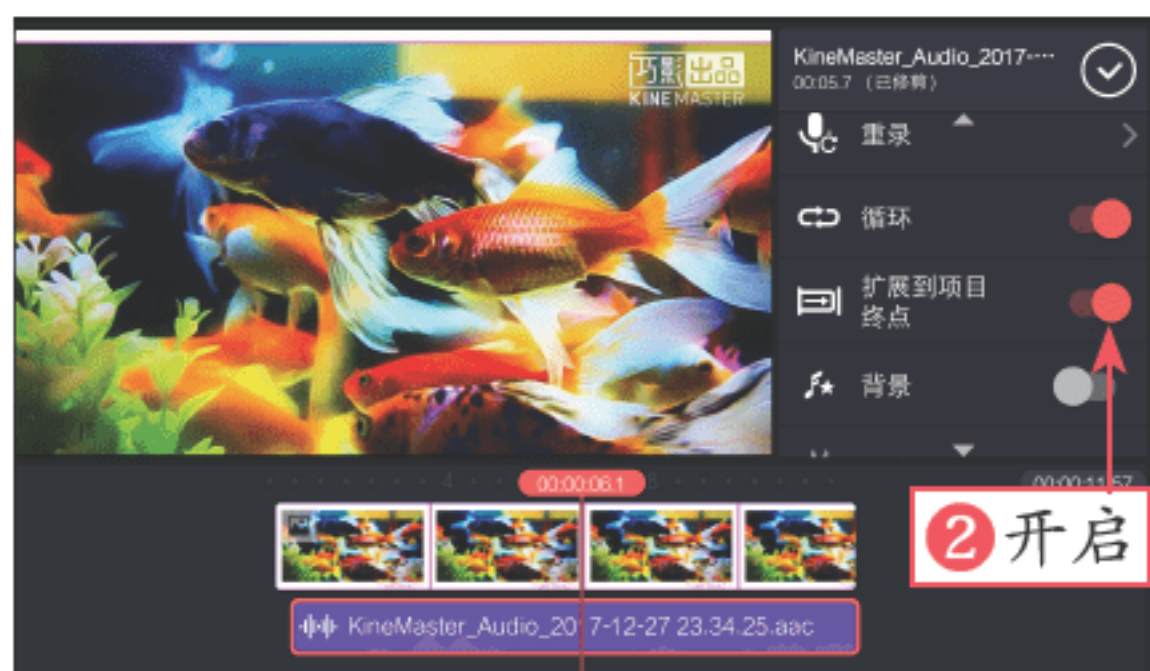 巧影出品
KINEMASTER
KineMaster_Audio_2017-····
00:05.7 (已修剪)
重录
循环
扩展到项目
终点
背景
4
00:00:06.1
8
00:00:11.57
❷开启
KineMaster_Audio_2017-12-27 23.34.25.aac